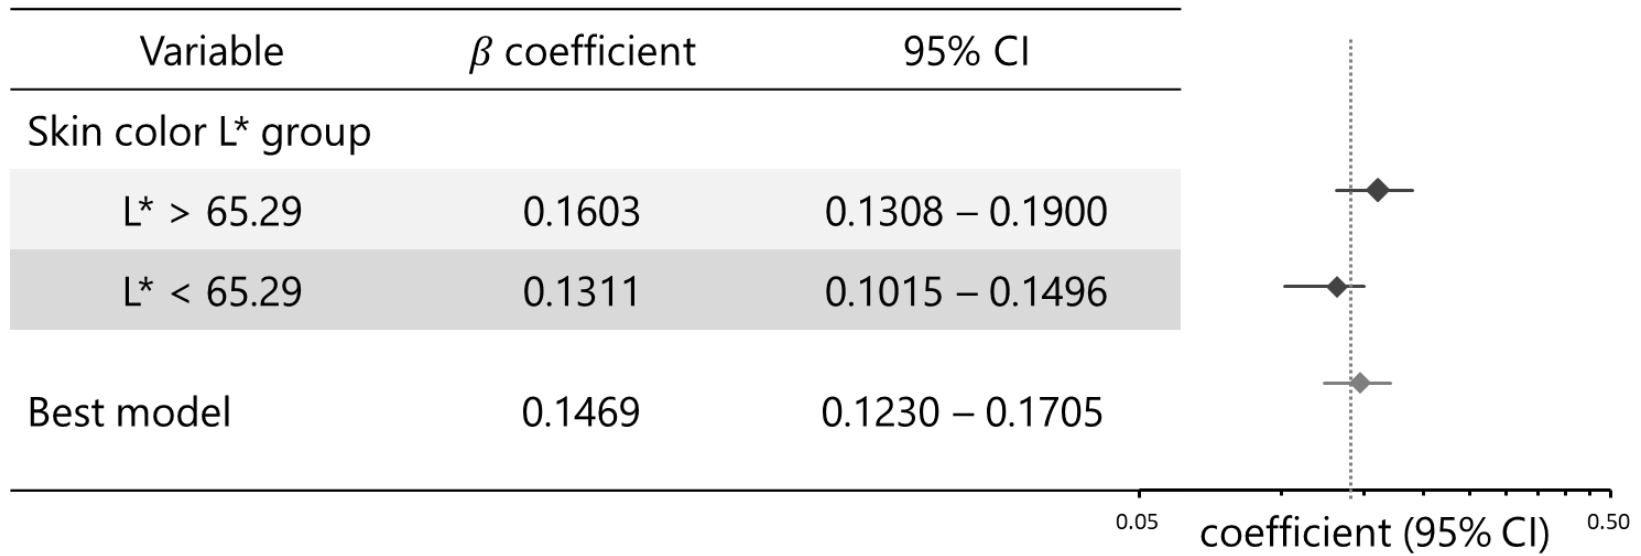 Variable β coefficient 95% CI
Skin color L* group
L* > 65.29 0.1603 0.1308 – 0.1900
L* < 65.29 0.1311 0.1015 – 0.1496
Best model 0.1469 0.1230 – 0.1705
0.05 coefficient (95% CI) 0.50